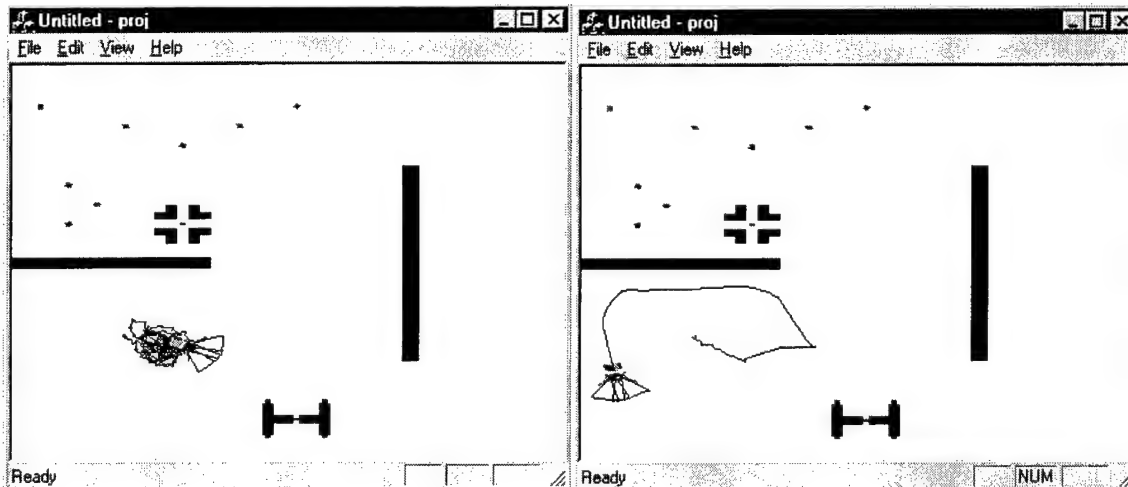 Untitled - proj
File Edit View Help
Ready
Untitled - proj
File Edit View Help
Ready NUM